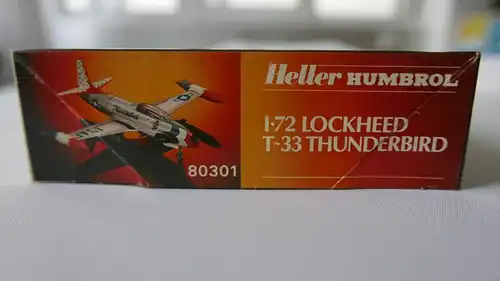 Heller HUMBROL
1-72 LOCKHEED
T-33 THUNDERBIRD
80301